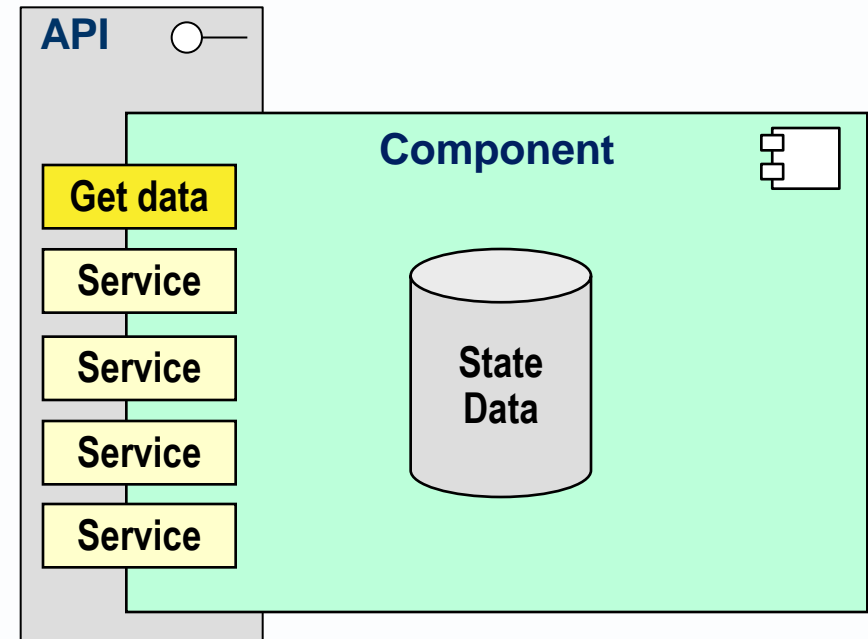 API
Component
Get data
Service
Service
Service
Service
State
Data